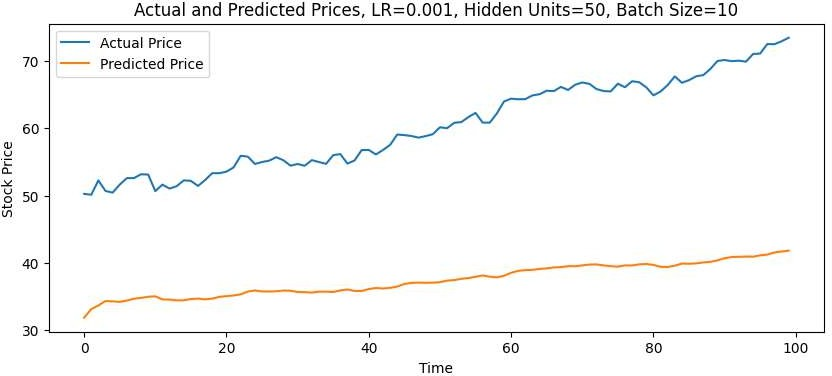 Actual and Predicted Prices, LR=0.001, Hidden Units=50, Batch Size=10
Actual Price
Predicted Price
Stock Price
70
60
50
40
30
0 20 40 60 80 100
Time